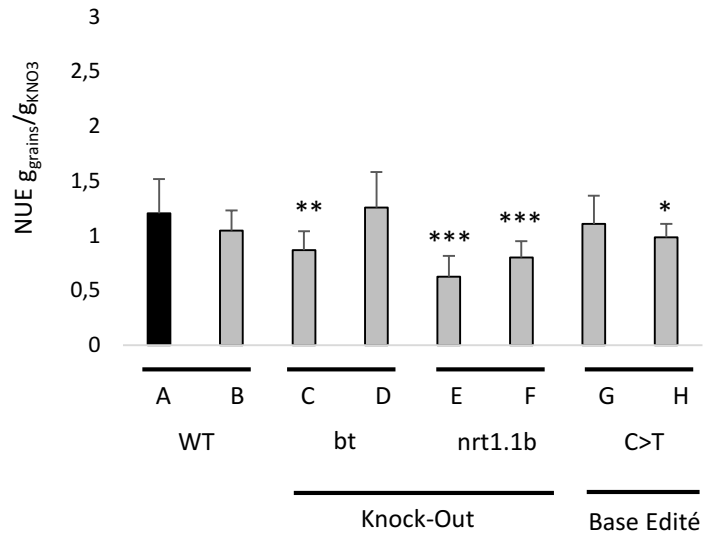 NUE g_grains/g_KNO3
3
2,5
2
1,5
1
0,5
0
** *** *** *
A B C D E F G H
WT bt nrt1.1b C>T
Knock-Out Base Edité